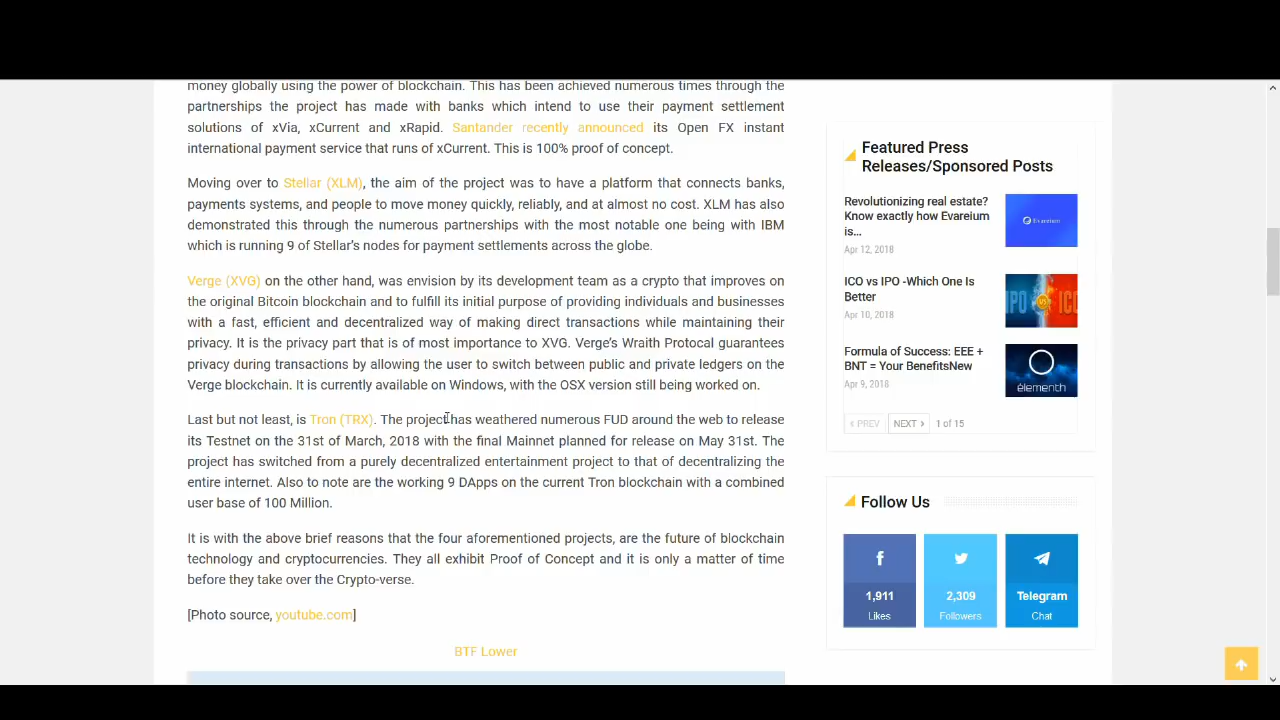 money globally using the power of blockchain. This has been achieved numerous times through the
partnerships the project has made with banks which intend to use their payment settlement
solutions of xVia, xCurrent and xRapid. Santander recently announced its Open FX instant
international payment service that runs of xCurrent. This is 100% proof of concept.
Moving over to Stellar (XLM), the aim of the project was to have a platform that connects banks,
payments systems, and people to move money quickly, reliably, and at almost no cost. XLM has also
demonstrated this through the numerous partnerships with the most notable one being with IBM
which is running 9 of Stellar's nodes for payment settlements across the globe.
Verge (XVG) on the other hand, was envision by its development team as a crypto that improves on
the original Bitcoin blockchain and to fulfill its initial purpose of providing individuals and businesses
with a fast, efficient and decentralized way of making direct transactions while maintaining their
privacy. It is the privacy part that is of most importance to XVG. Verge's Wraith Protocal guarantees
privacy during transactions by allowing the user to switch between public and private ledgers on the
Verge blockchain. It is currently available on Windows, with the OSX version still being worked on.
Last but not least, is Tron (TRX). The project has weathered numerous FUD around the web to release
its Testnet on the 31st of March, 2018 with the final Mainnet planned for release on May 31st. The
project has switched from a purely decentralized entertainment project to that of decentralizing the
entire internet. Also to note are the working 9 DApps on the current Tron blockchain with a combined
user base of 100 Million.
It is with the above brief reasons that the four aforementioned projects, are the future of blockchain
technology and cryptocurrencies. They all exhibit Proof of Concept and it is only a matter of time
before they take over the Crypto-verse.
[Photo source, youtube.com]
BTF Lower
Featured Press
Releases/Sponsored Posts
Revolutionizing real estate?
Know exactly how Evareium
is...
Apr 12, 2018
Evareium
ICO vs IPO -Which One Is
Better
Apr 10, 2018
IPO VS ICO
Formula of Success: EEE +
BNT = Your BenefitsNew
Apr 9, 2018
elementh
PREV NEXT 1 of 15
Follow Us
1,911
Likes
2,309
Followers
Telegram
Chat